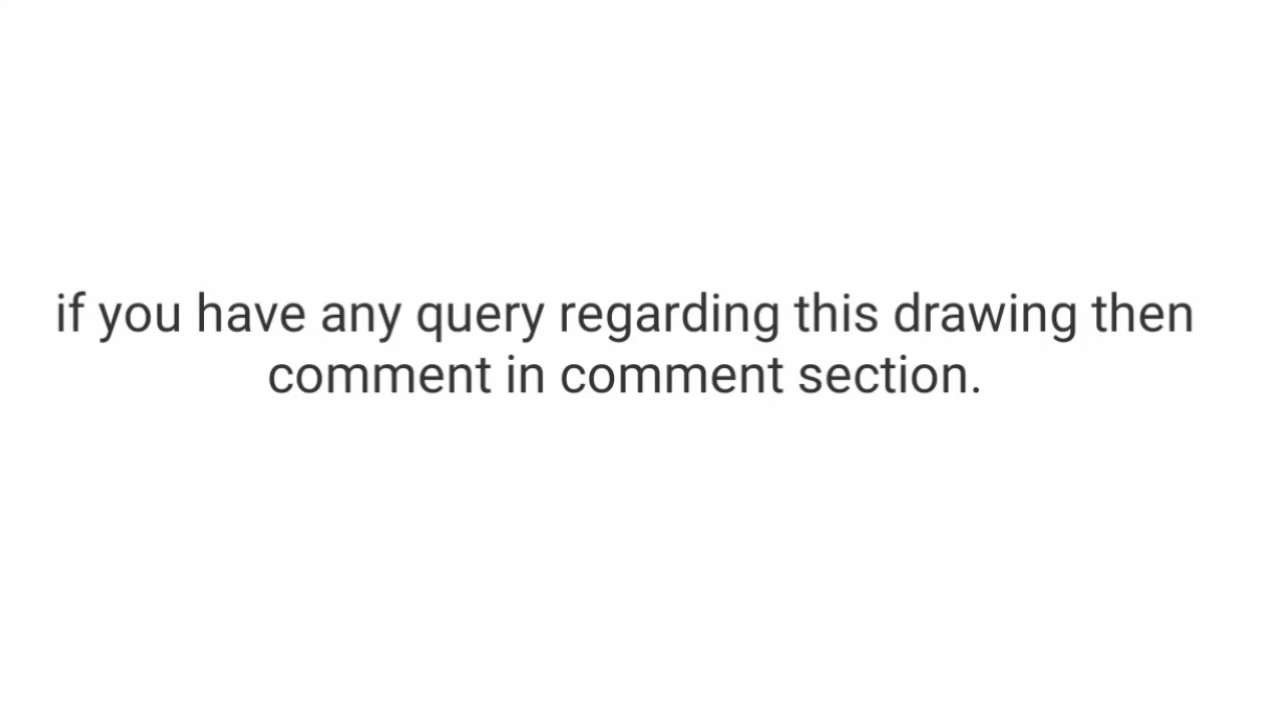 if you have any query regarding this drawing then
comment in comment section.